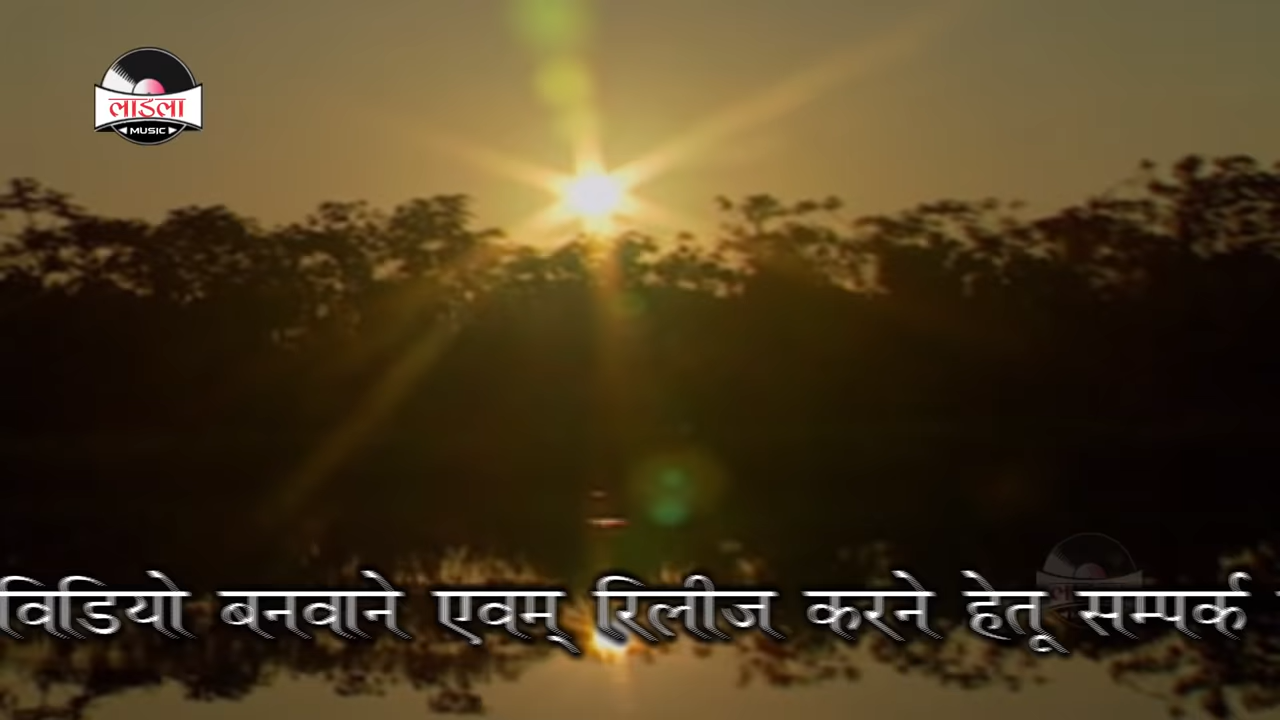 लाडला
MUSIC
विडियो बनवाने एवम् रिलीज करने हेतू सम्पर्क